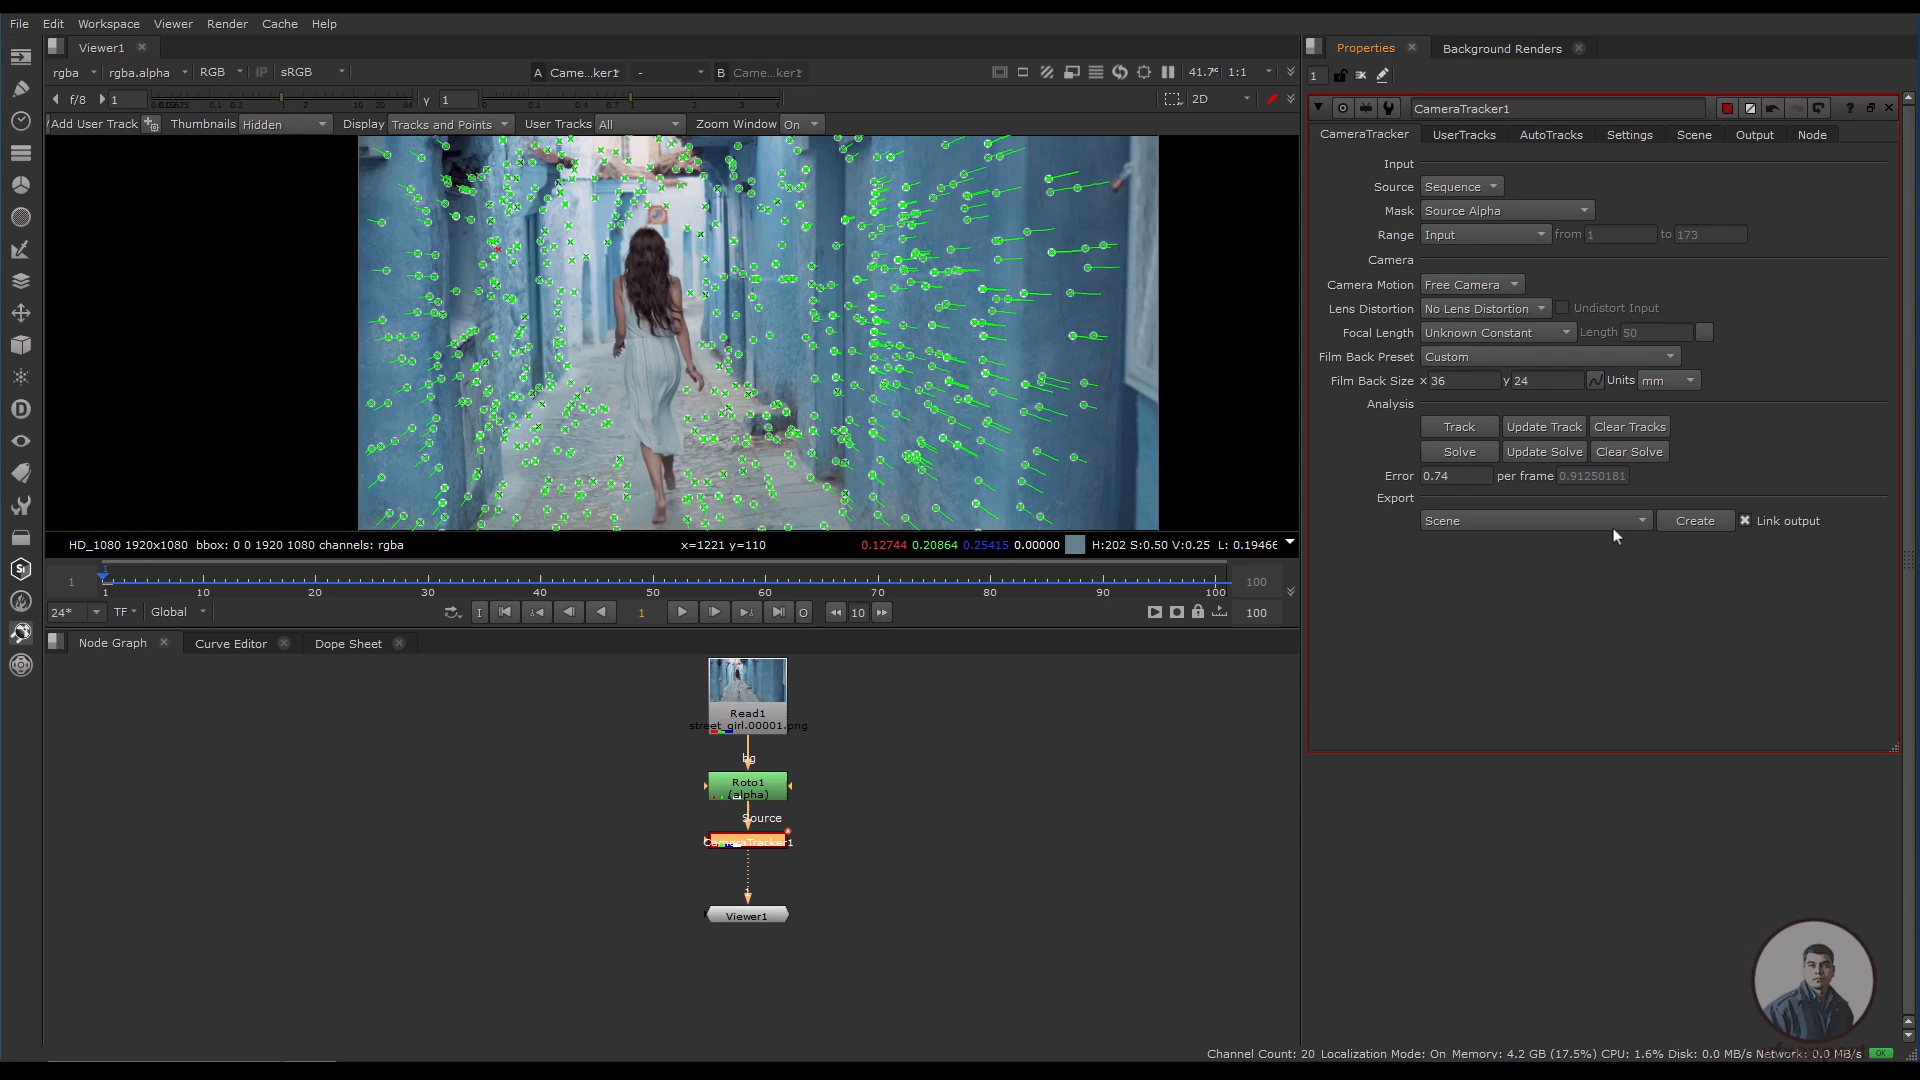 File Edit Workspace Viewer Render Cache Help
Viewer1
rgba rgba.alpha RGB IP sRGB A Came...ker1 - B Came...ker1 41.7% 1:1
f/8 1 Y 1 2D
Add User Track Thumbnails Hidden Display Tracks and Points User Tracks All Zoom Window On
HD_1080 1920x1080 bbox: 0 0 1920 1080 channels: rgba x=1221 y=110 0.12744 0.20864 0.25415 0.00000 H:202 S:0.50 V:0.25 L: 0.19466
1 1 10 20 30 40 50 60 70 80 90 100 100
24* TF Global I 1 O 10 100
Node Graph Curve Editor Dope Sheet
Read1
street_girl.00001.png
bg
Roto1
(alpha)
Source
CameraTracker1
1
Viewer1
Properties Background Renders
1
CameraTracker1
CameraTracker UserTracks AutoTracks Settings Scene Output Node
Input
Source Sequence
Mask Source Alpha
Range Input from 1 to 173
Camera
Camera Motion Free Camera
Lens Distortion No Lens Distortion Undistort Input
Focal Length Unknown Constant Length 50
Film Back Preset Custom
Film Back Size x 36 y 24 Units mm
Analysis
Track Update Track Clear Tracks
Solve Update Solve Clear Solve
Error 0.74 per frame 0.91250181
Export
Scene Create Link output
Channel Count: 20 Localization Mode: On Memory: 4.2 GB (17.5%) CPU: 1.6% Disk: 0.0 MB/s Network: 0.0 MB/s OK